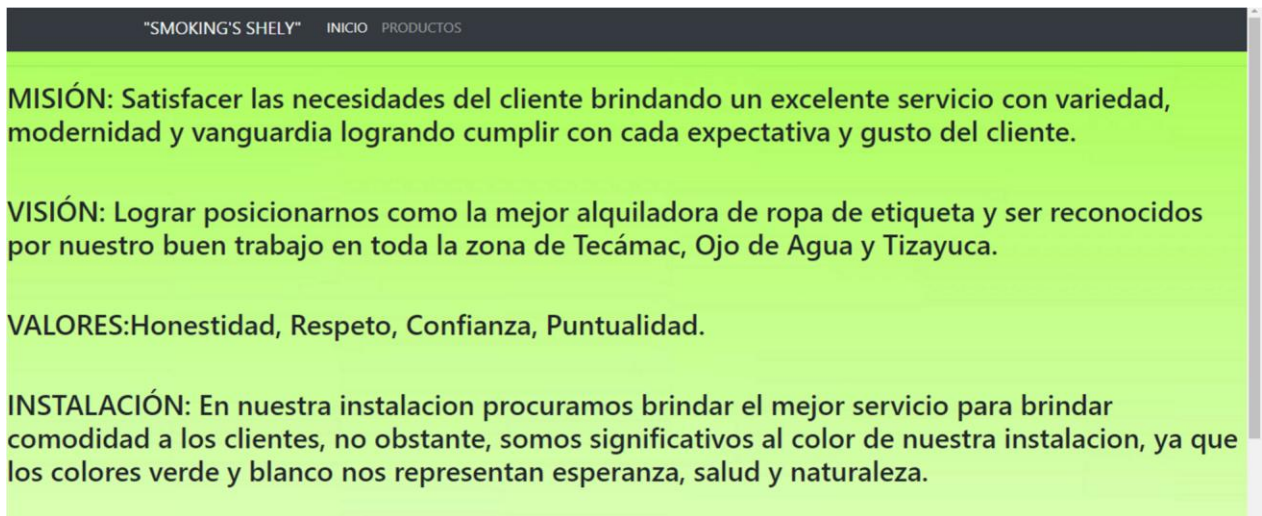 "SMOKING'S SHELY" INICIO PRODUCTOS
MISIÓN: Satisfacer las necesidades del cliente brindando un excelente servicio con variedad,
modernidad y vanguardia logrando cumplir con cada expectativa y gusto del cliente.
VISIÓN: Lograr posicionarnos como la mejor alquiladora de ropa de etiqueta y ser reconocidos
por nuestro buen trabajo en toda la zona de Tecámac, Ojo de Agua y Tizayuca.
VALORES:Honestidad, Respeto, Confianza, Puntualidad.
INSTALACIÓN: En nuestra instalacion procuramos brindar el mejor servicio para brindar
comodidad a los clientes, no obstante, somos significativos al color de nuestra instalacion, ya que
los colores verde y blanco nos representan esperanza, salud y naturaleza.